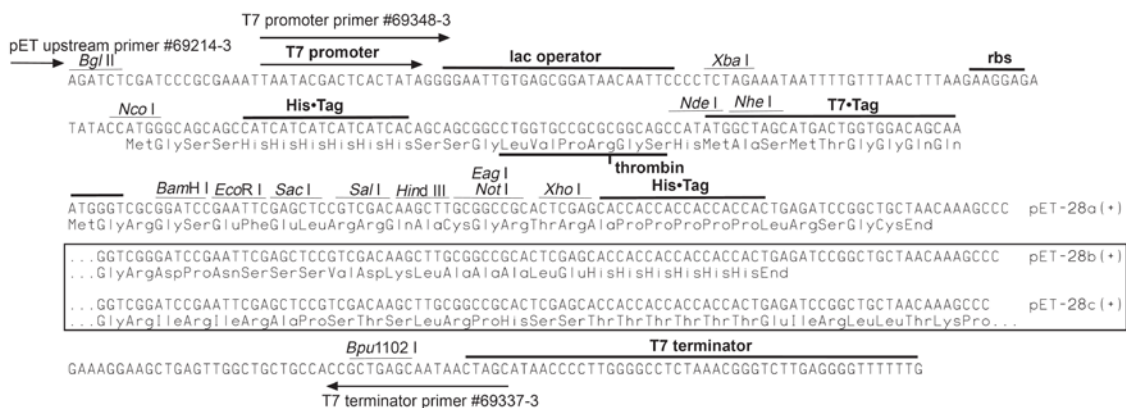 T7 promoter primer #69348-3
pET upstream primer #69214-3
Bgl II T7 promoter lac operator Xba I rbs
AGATCTCGATCCCGCGAAATTAATACGACTCACTATAGGGGAATTGTGAGCGGATAACAATTCCCCTCTAGAAATAATTTTGTTTAACTTTAAGAAGGAGA
Nco I His•Tag Nde I Nhe I T7•Tag
TATACCATGGGCAGCAGCCATCATCATCATCATCACAGCAGCGGCCTGGTGCCGCGCGGCAGCCATATGGCTAGCATGACTGGTGGACAGCAA
MetGlySerSerHisHisHisHisHisHisSerSerGlyLeuValProArgGlySerHisMetAlaSerMetThrGlyGlyGlnGln
thrombin
Eag I
BamH I EcoR I Sac I Sal I Hind III Not I Xho I His•Tag
ATGGGTCGCGGATCCGAATTCGAGCTCCGTCGACAAGCTTGCGGCCGCACTCGAGCACCACCACCACCACCACTGAGATCCGGCTGCTAACAAAGCCC pET-28a(+)
MetGlyArgGlySerGluPheGluLeuArgArgGlnAlaCysGlyArgThrArgAlaProProProProProProLeuArgSerGlyCysEnd
...GGTCGGGATCCGAATTCGAGCTCCGTCGACAAGCTTGCGGCCGCACTCGAGCACCACCACCACCACCACTGAGATCCGGCTGCTAACAAAGCCC pET-28b(+)
...GlyArgAspProAsnSerSerSerValAspLysLeuAlaAlaAlaLeuGluHisHisHisHisHisHisEnd
...GGTCGGATCCGAATTCGAGCTCCGTCGACAAGCTTGCGGCCGCACTCGAGCACCACCACCACCACCACTGAGATCCGGCTGCTAACAAAGCCC pET-28c(+)
...GlyArgIleArgIleArgAlaProSerThrSerLeuArgProHisSerSerThrThrThrThrThrThrGluIleArgLeuLeuThrLysPro...
Bpu1102 I T7 terminator
GAAAGGAAGCTGAGTTGGCTGCTGCCACCGCTGAGCAATAACTAGCATAACCCCTTGGGGCCTCTAAACGGGTCTTGAGGGGTTTTTTG
T7 terminator primer #69337-3